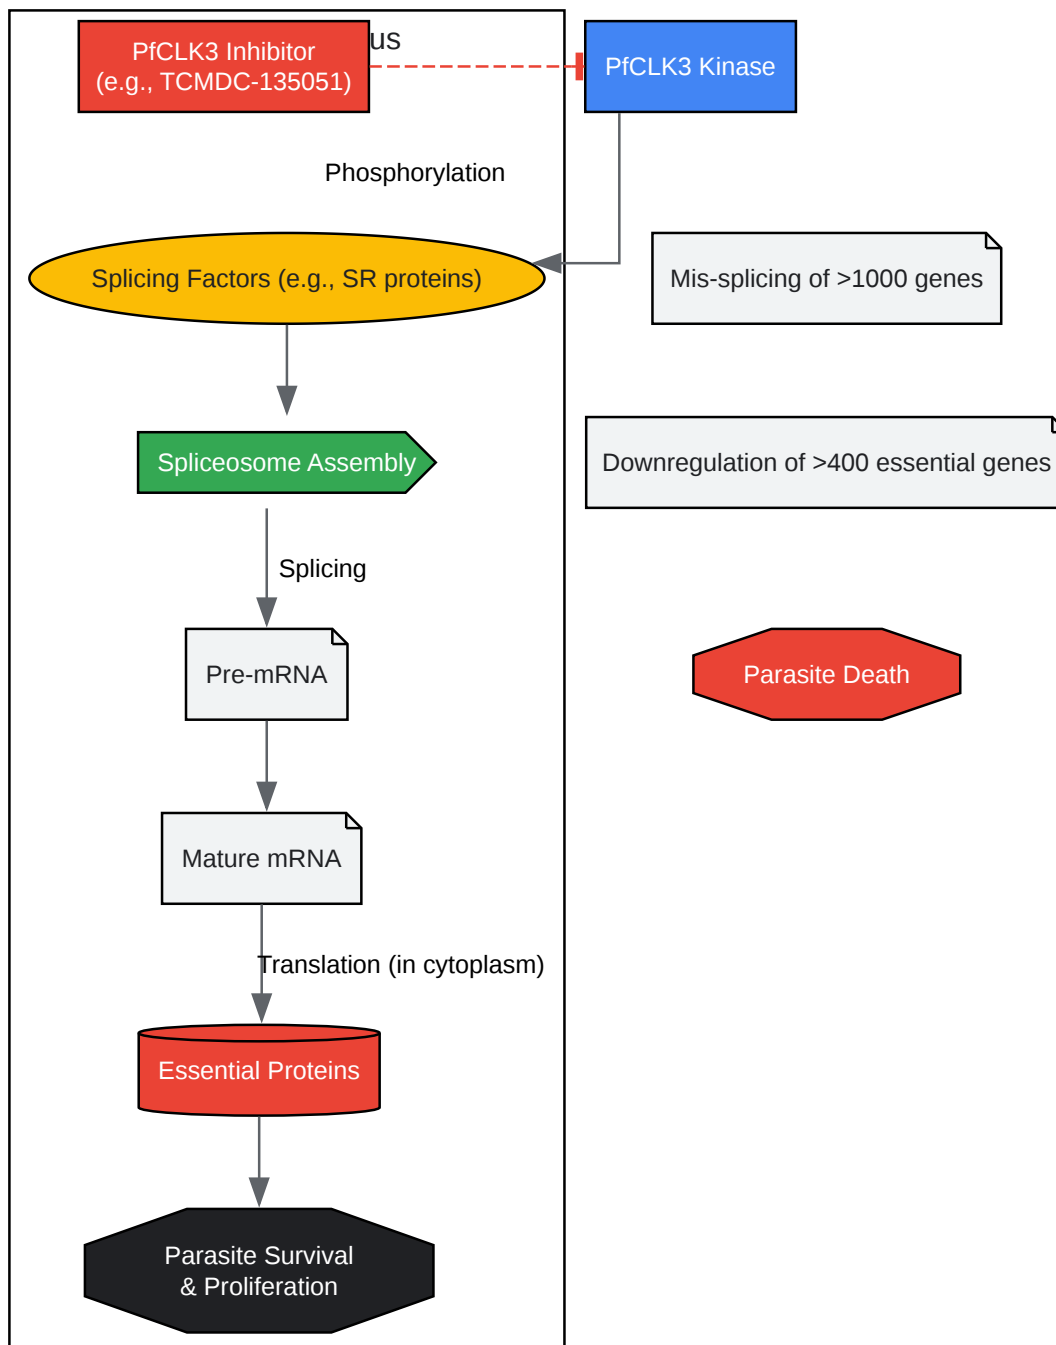 PfCLK3 Inhibitor
(e.g., TCMDC-135051)
us
PfCLK3 Kinase
Phosphorylation
Splicing Factors (e.g., SR proteins)
Mis-splicing of >1000 genes
Spliceosome Assembly
Downregulation of >400 essential genes
Splicing
Pre-mRNA
Parasite Death
Mature mRNA
Translation (in cytoplasm)
Essential Proteins
Parasite Survival
& Proliferation